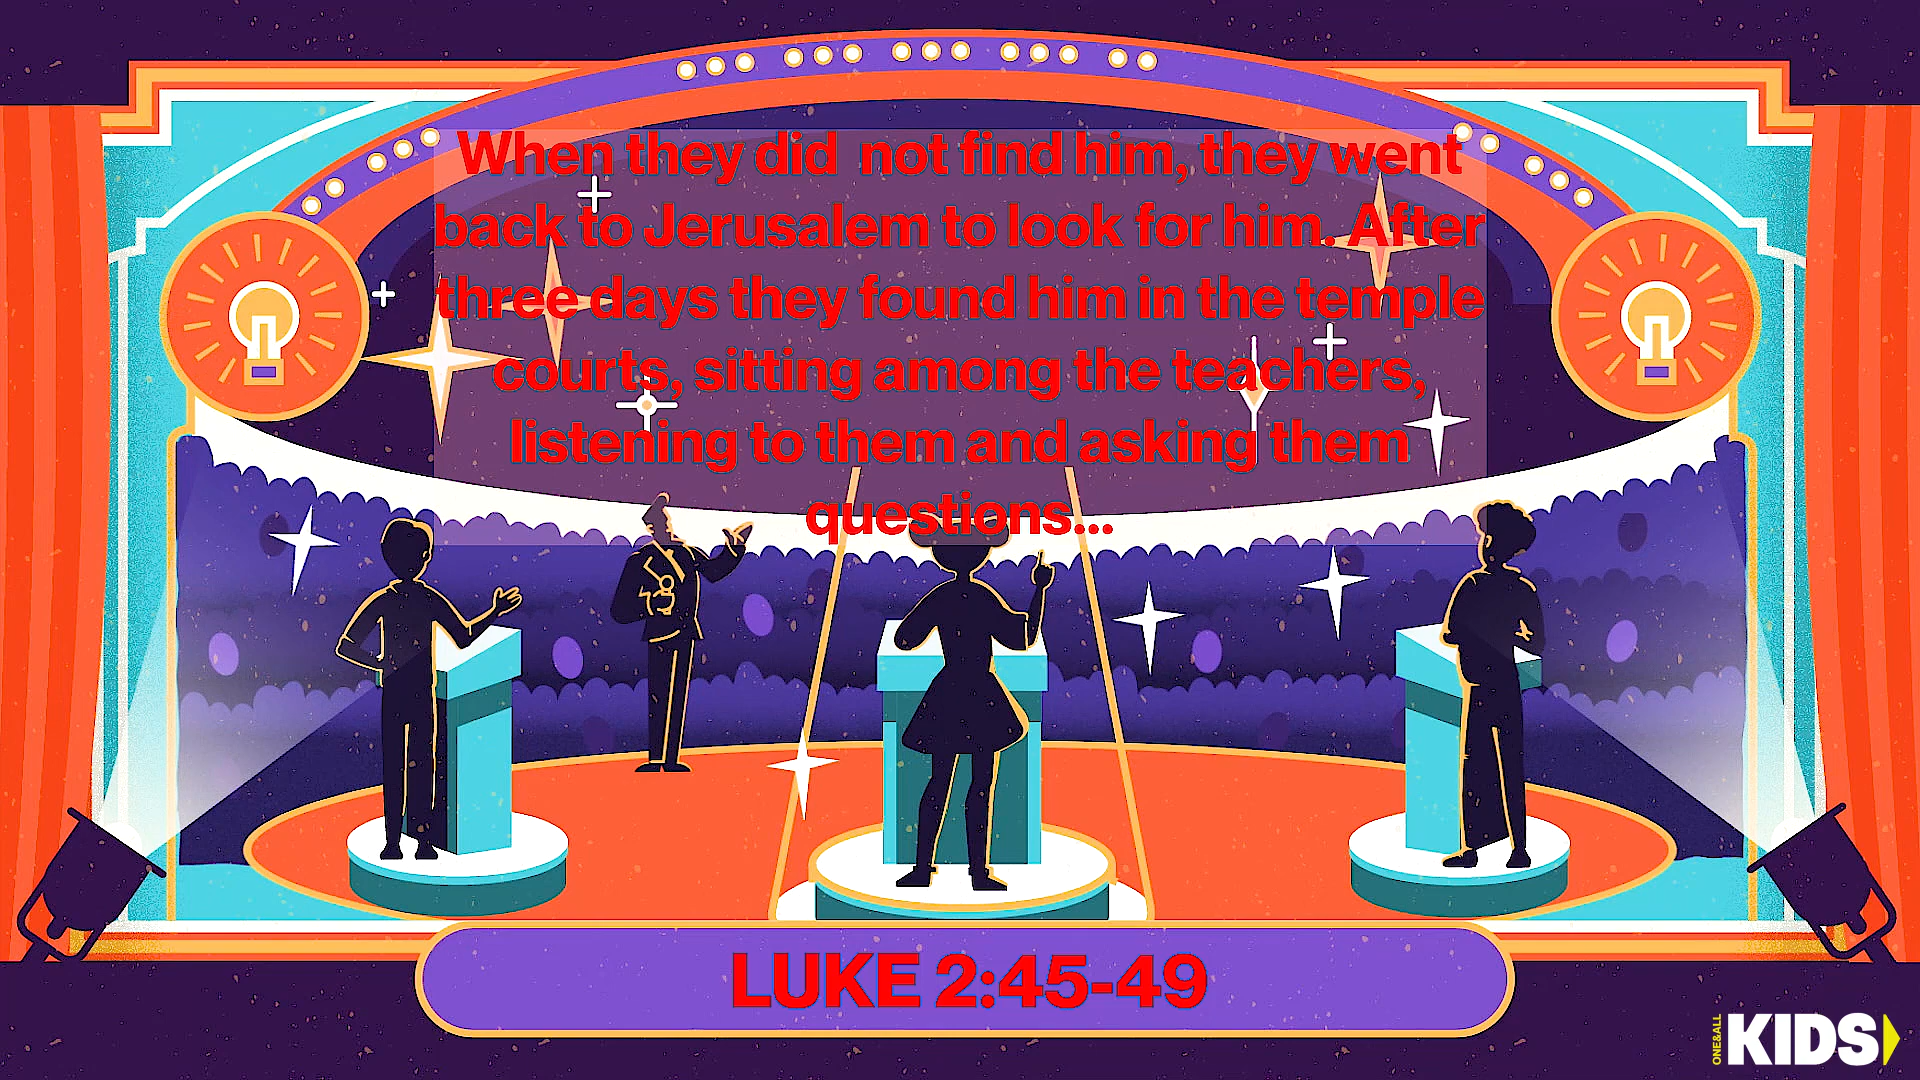 When they did  not find him, they went
back to Jerusalem to look for him. After
three days they found him in the temple
courts, sitting among the teachers,
listening to them and asking them
questions...
LUKE 2:45-49
ONE&ALL
KIDS